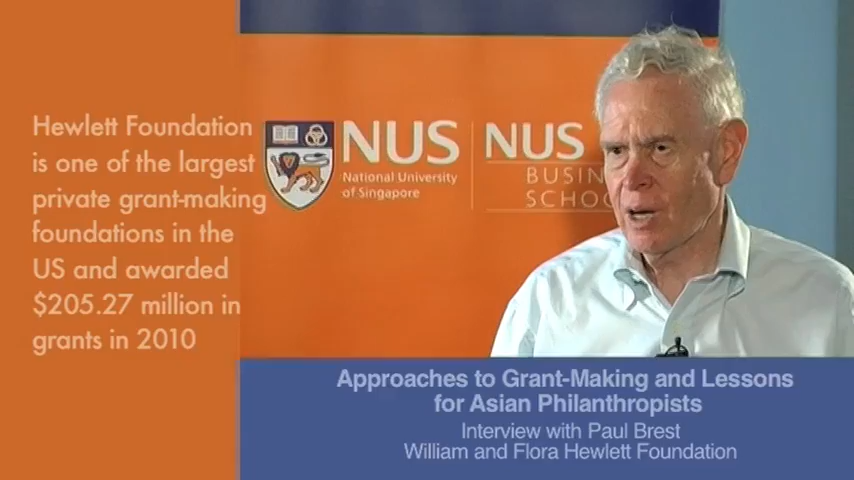 Hewlett Foundation
is one of the largest
private grant-making
foundations in the
US and awarded
$205.27 million in
grants in 2010
NUS
National University
of Singapore
NUS
BUSIN
SCHOO
Approaches to Grant-Making and Lessons
for Asian Philanthropists
Interview with Paul Brest
William and Flora Hewlett Foundation